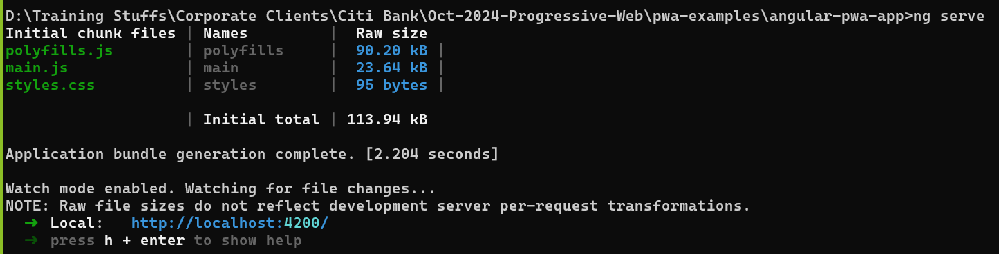 D:\Training Stuffs\Corporate Clients\Citi Bank\Oct-2024-Progressive-Web\pwa-examples\angular-pwa-app>ng serve
Initial chunk files | Names         |  Raw size
polyfills.js        | polyfills     |  90.20 kB |
main.js             | main          |  23.64 kB |
styles.css          | styles        |  95 bytes |
                    | Initial total | 113.94 kB
Application bundle generation complete. [2.204 seconds]
Watch mode enabled. Watching for file changes...
NOTE: Raw file sizes do not reflect development server per-request transformations.
  ➜ Local:   http://localhost:4200/
  ➜ press h + enter to show help